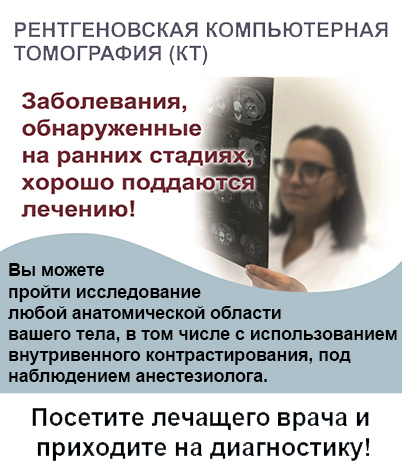 РЕНТГЕНОВСКАЯ КОМПЬЮТЕРНАЯ
ТОМОГРАФИЯ (КТ)
Заболевания,
обнаруженные
на ранних стадиях,
хорошо поддаются
лечению!
Вы можете
пройти исследование
любой анатомической области
вашего тела, в том числе с использованием
внутривенного контрастирования, под
наблюдением анестезиолога.
Посетите лечащего врача и
приходите на диагностику!